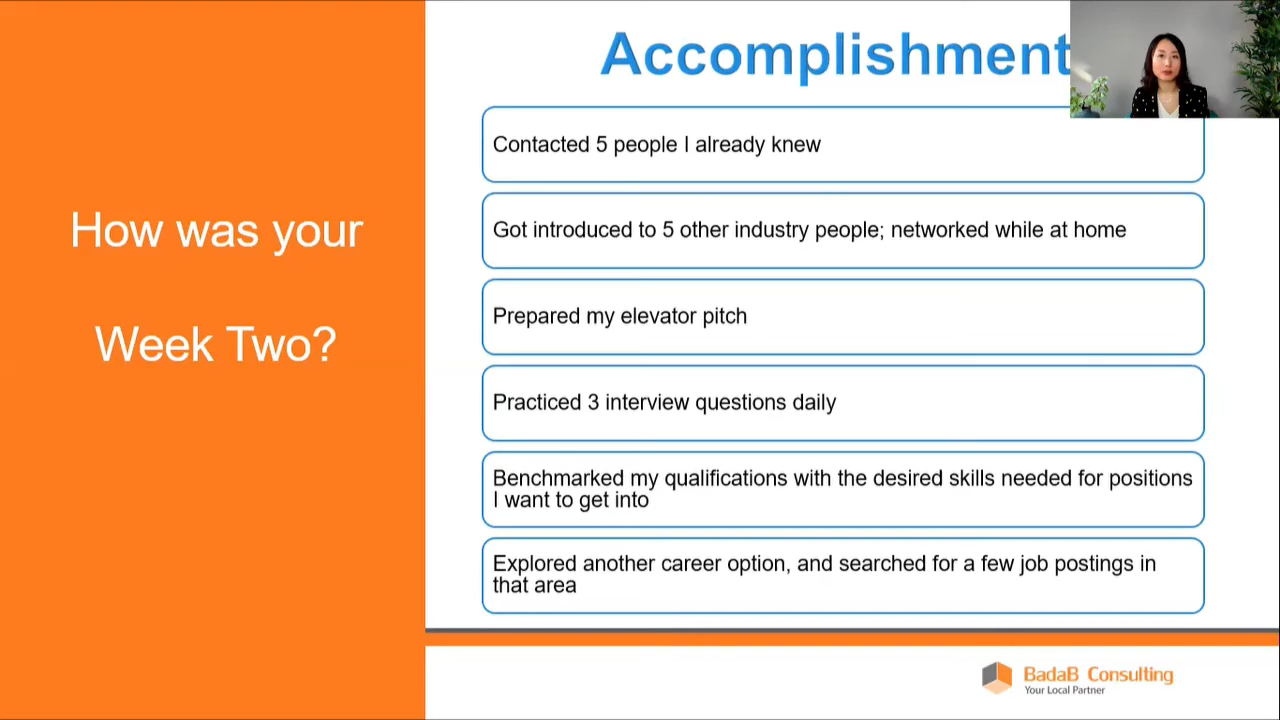 How was your
Week Two?
Accomplishment
Contacted 5 people I already knew
Got introduced to 5 other industry people; networked while at home
Prepared my elevator pitch
Practiced 3 interview questions daily
Benchmarked my qualifications with the desired skills needed for positions
I want to get into
Explored another career option, and searched for a few job postings in
that area
BadaB Consulting
Your Local Partner